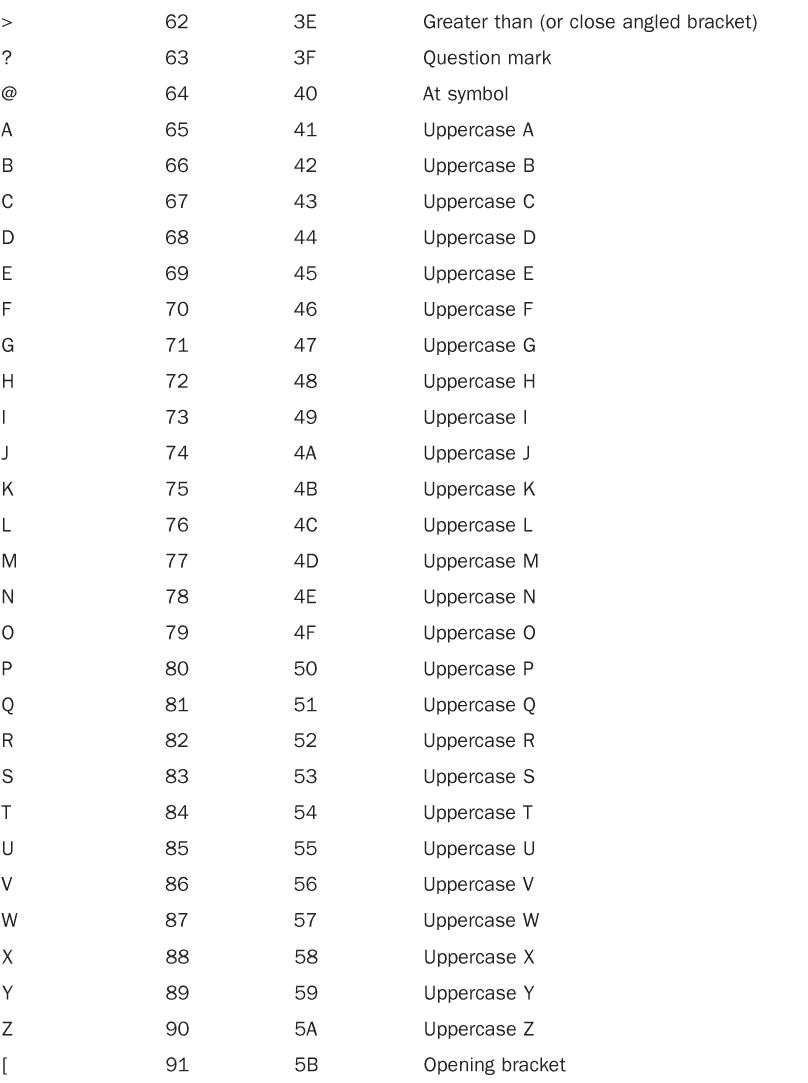 > 62 3E Greater than (or close angled bracket)
? 63 3F Question mark
@ 64 40 At symbol
A 65 41 Uppercase A
B 66 42 Uppercase B
C 67 43 Uppercase C
D 68 44 Uppercase D
E 69 45 Uppercase E
F 70 46 Uppercase F
G 71 47 Uppercase G
H 72 48 Uppercase H
I 73 49 Uppercase I
J 74 4A Uppercase J
K 75 4B Uppercase K
L 76 4C Uppercase L
M 77 4D Uppercase M
N 78 4E Uppercase N
O 79 4F Uppercase O
P 80 50 Uppercase P
Q 81 51 Uppercase Q
R 82 52 Uppercase R
S 83 53 Uppercase S
T 84 54 Uppercase T
U 85 55 Uppercase U
V 86 56 Uppercase V
W 87 57 Uppercase W
X 88 58 Uppercase X
Y 89 59 Uppercase Y
Z 90 5A Uppercase Z
[ 91 5B Opening bracket